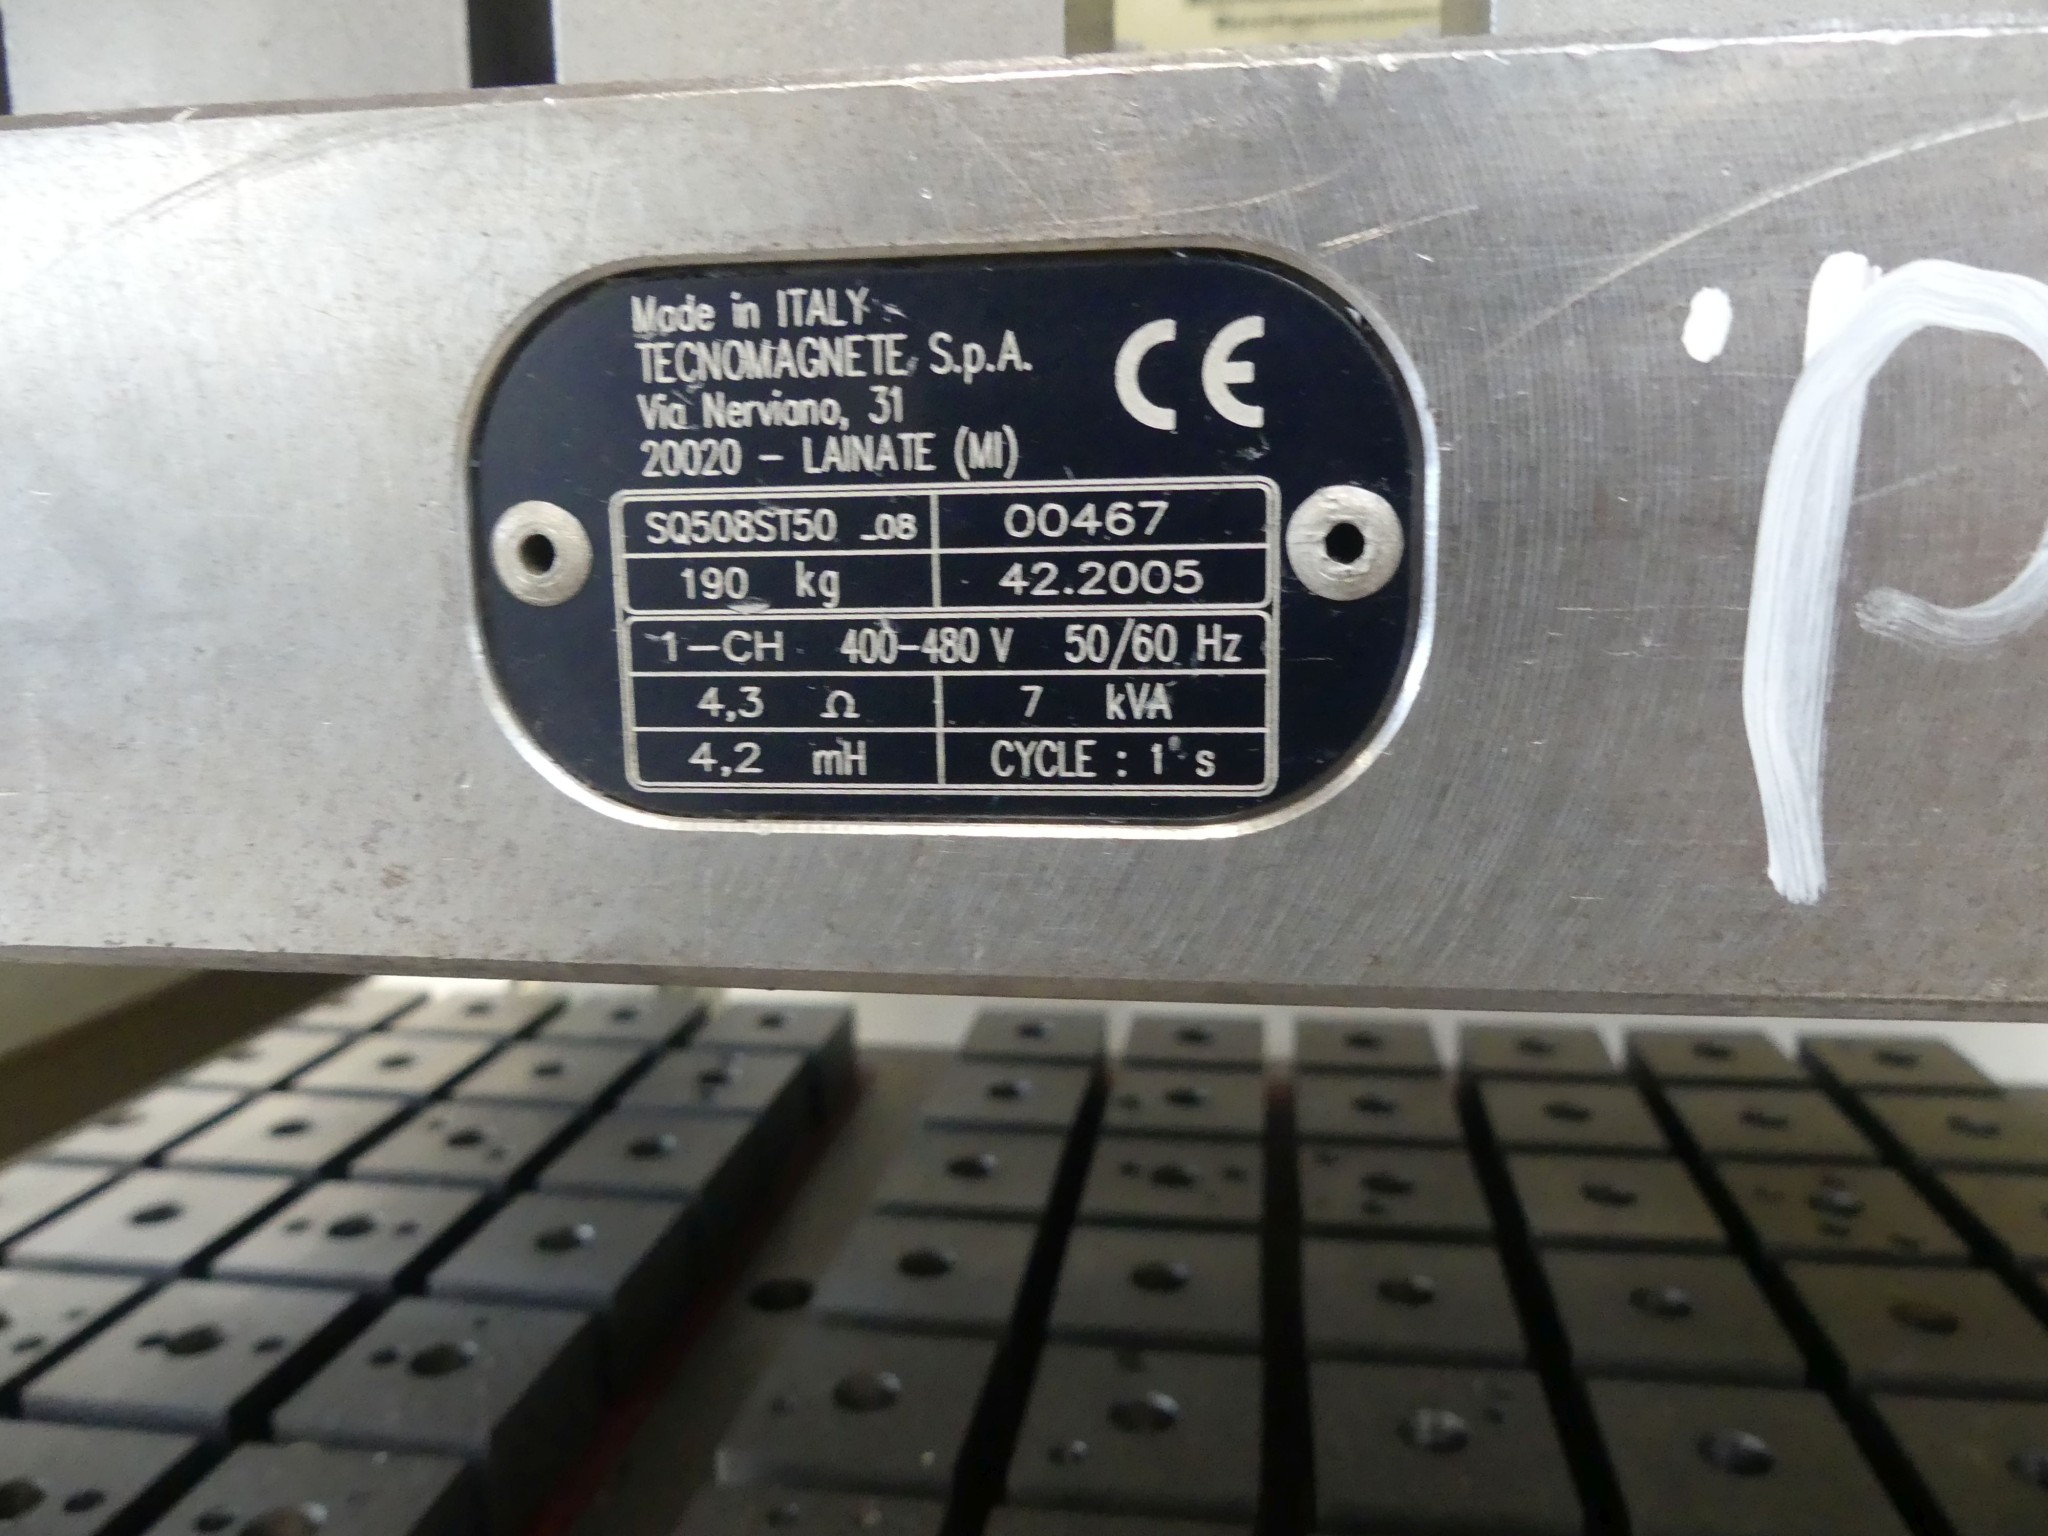 Made in ITALY
TECNOMAGNETE S.p.A.
Via Nerviano, 31
20020 - LAINATE (MI)
CE
SQ508ST50 _08 00467
190 kg 42.2005
1-CH 400-480 V 50/60 Hz
4,3 Ω 7 kVA
4,2 mH CYCLE : 1 s
P